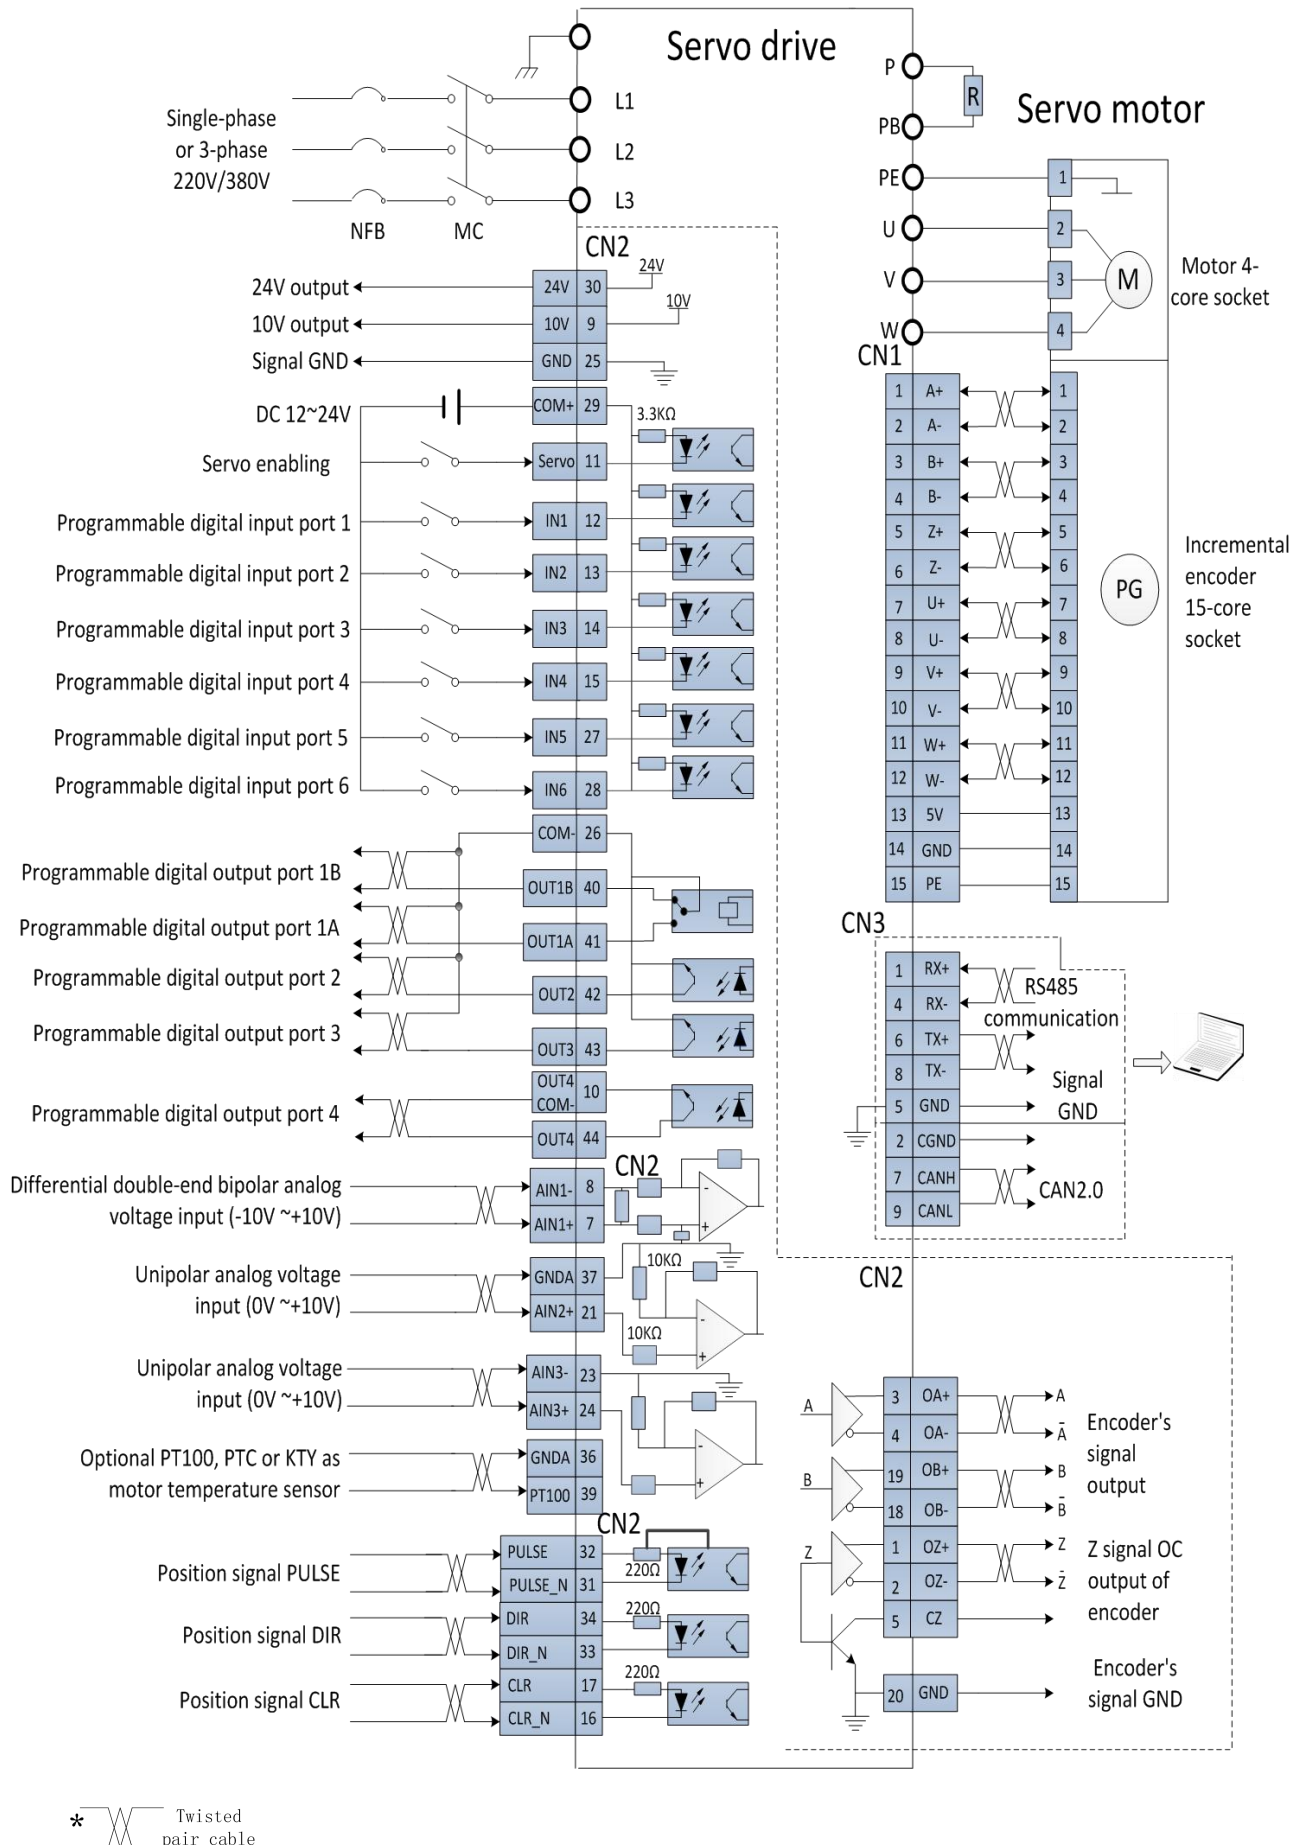 Servo drive
Servo motor
Single-phase
or 3-phase
220V/380V
NFB
MC
L1
L2
L3
P
PB
R
PE
U
V
W
1
2
3
4
M
Motor 4-
core socket
CN2
24V output
24V 30
24V
10V output
10V 9
10V
Signal GND
GND 25
DC 12~24V
COM+ 29
3.3KΩ
Servo enabling
Servo 11
Programmable digital input port 1
IN1 12
Programmable digital input port 2
IN2 13
Programmable digital input port 3
IN3 14
Programmable digital input port 4
IN4 15
Programmable digital input port 5
IN5 27
Programmable digital input port 6
IN6 28
COM- 26
Programmable digital output port 1B
OUT1B 40
Programmable digital output port 1A
OUT1A 41
Programmable digital output port 2
OUT2 42
Programmable digital output port 3
OUT3 43
OUT4
COM- 10
Programmable digital output port 4
OUT4 44
CN2
Differential double-end bipolar analog
voltage input (-10V ~+10V)
AIN1- 8
AIN1+ 7
-
+
Unipolar analog voltage
input (0V ~+10V)
GNDA 37
AIN2+ 21
10KΩ
10KΩ
-
+
Unipolar analog voltage
input (0V ~+10V)
AIN3- 23
AIN3+ 24
-
+
Optional PT100, PTC or KTY as
motor temperature sensor
GNDA 36
PT100 39
CN2
Position signal PULSE
PULSE 32
PULSE_N 31
220Ω
Position signal DIR
DIR 34
DIR_N 33
220Ω
Position signal CLR
CLR 17
CLR_N 16
220Ω
CN1
1 A+ 1
2 A- 2
3 B+ 3
4 B- 4
5 Z+ 5
6 Z- 6
7 U+ 7
8 U- 8
9 V+ 9
10 V- 10
11 W+ 11
12 W- 12
13 5V 13
14 GND 14
15 PE 15
PG
Incremental
encoder
15-core
socket
CN3
1 RX+
4 RX-
6 TX+
8 TX-
5 GND
2 CGND
7 CANH
9 CANL
RS485
communication
Signal
GND
CAN2.0
CN2
A
3 OA+ A
4 OA- Ā
B
19 OB+ B
18 OB- B̄
Z
1 OZ+ Z
2 OZ- Z̄
5 CZ
20 GND
Encoder's
signal
output
Z signal OC
output of
encoder
Encoder's
signal GND
* Twisted
pair cable